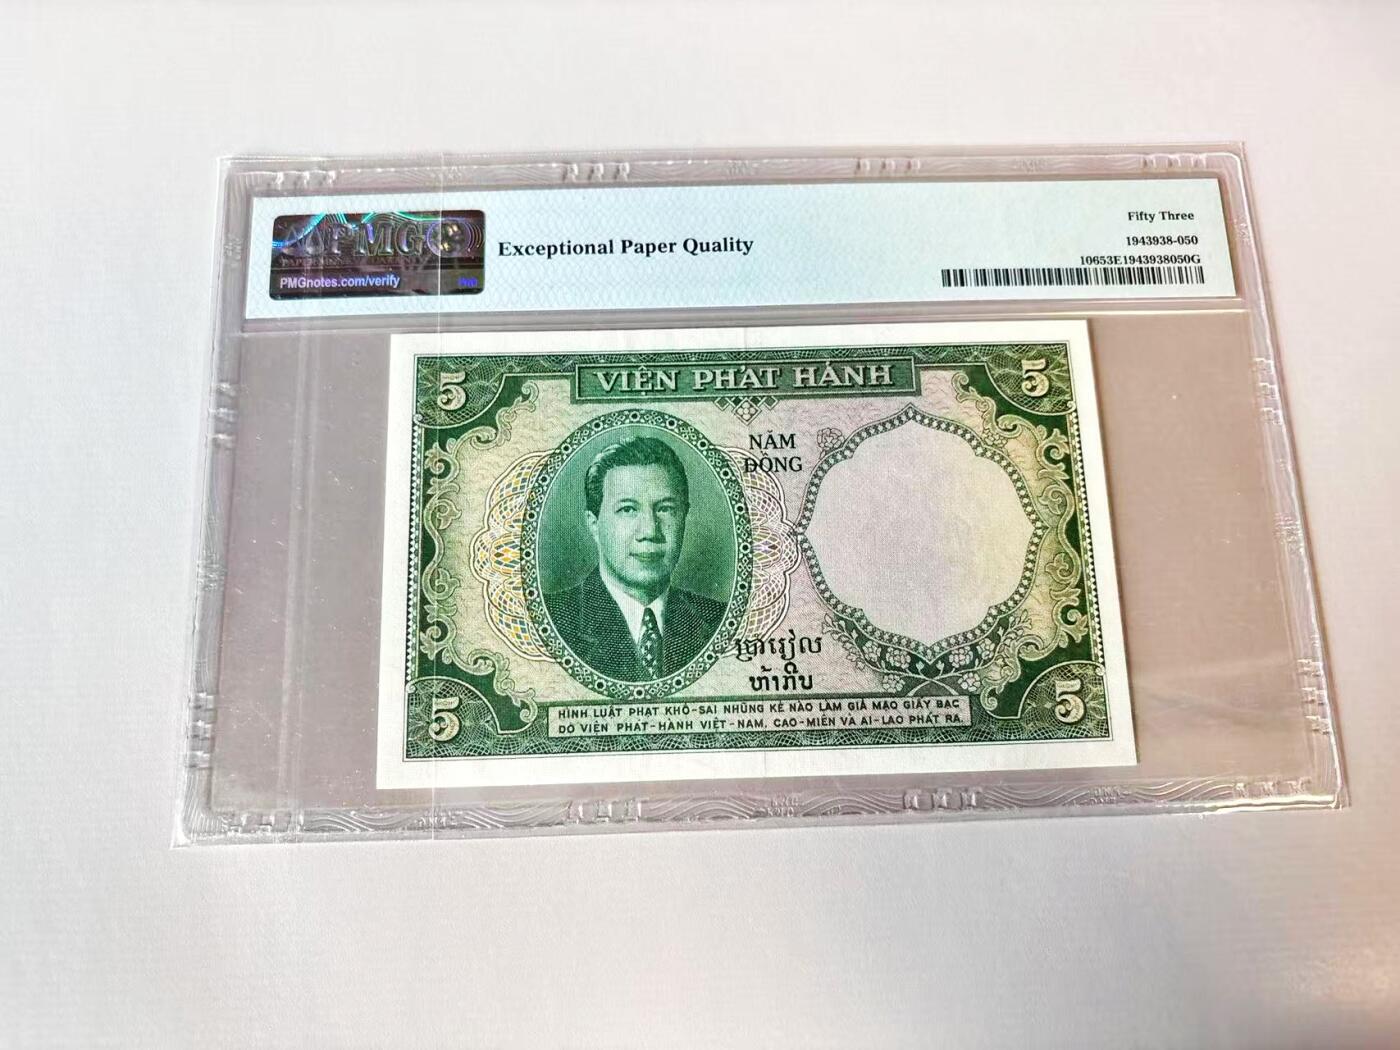 PMG
PMGnotes.com/verify
Exceptional Paper Quality
Fifty Three
1943938-050
10653E1943938050G
5
VIỆN PHÁT HÀNH
5
NĂM
ĐỒNG
ប្រាំរៀល
ຫ້າກີບ
5
HÌNH LUẬT PHẠT KHỔ-SAI NHỮNG KẺ NÀO LÀM GIẢ MẠO GIẤY BẠC
DO VIỆN PHÁT-HÀNH VIỆT-NAM, CAO-MIÊN VÀ AI-LAO PHÁT RA.
5